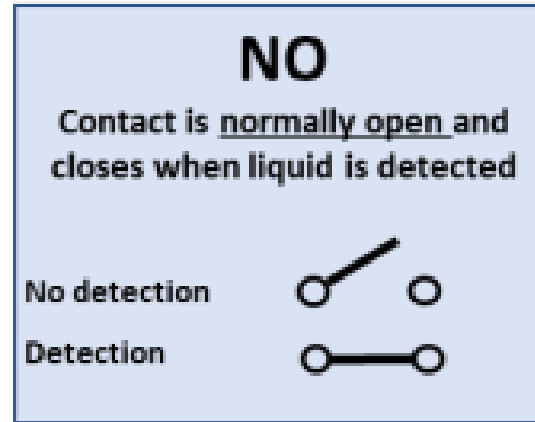 NO
Contact is normally open and
closes when liquid is detected
No detection
Detection